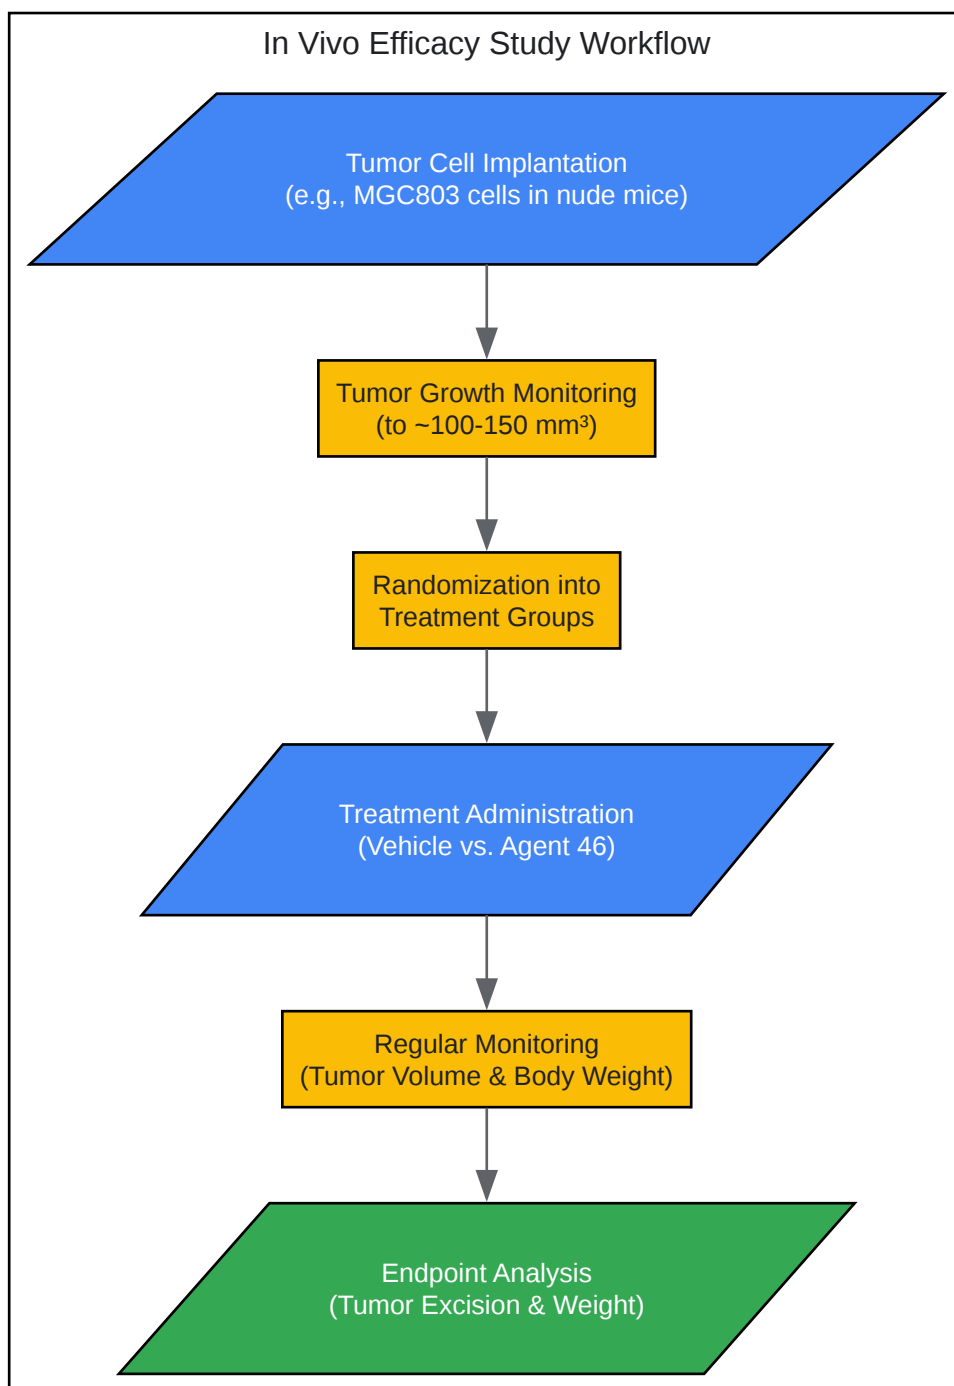 In Vivo Efficacy Study Workflow
Tumor Cell Implantation
(e.g., MGC803 cells in nude mice)
Tumor Growth Monitoring
(to ~100-150 mm³)
Randomization into
Treatment Groups
Treatment Administration
(Vehicle vs. Agent 46)
Regular Monitoring
(Tumor Volume & Body Weight)
Endpoint Analysis
(Tumor Excision & Weight)